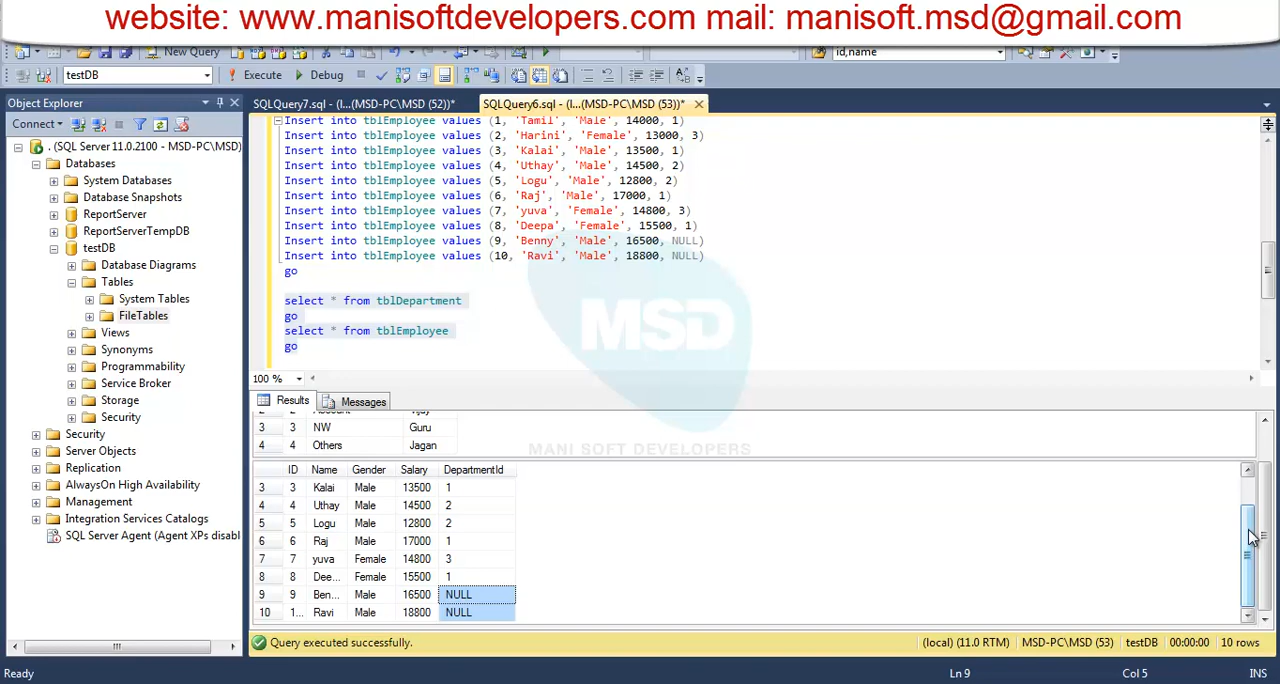 website: www.manisoftdevelopers.com mail: manisoft.msd@gmail.com
New Query
id,name
testDB
Execute
Debug
Object Explorer
SQLQuery7.sql - (l...(MSD-PC\MSD (52))*
SQLQuery6.sql - (l...(MSD-PC\MSD (53))*
Connect
. (SQL Server 11.0.2100 - MSD-PC\MSD)
Databases
System Databases
Database Snapshots
ReportServer
ReportServerTempDB
testDB
Database Diagrams
Tables
System Tables
FileTables
Views
Synonyms
Programmability
Service Broker
Storage
Security
Security
Server Objects
Replication
AlwaysOn High Availability
Management
Integration Services Catalogs
SQL Server Agent (Agent XPs disabl
Insert into tblEmployee values (1, 'Tamil', 'Male', 14000, 1)
Insert into tblEmployee values (2, 'Harini', 'Female', 13000, 3)
Insert into tblEmployee values (3, 'Kalai', 'Male', 13500, 1)
Insert into tblEmployee values (4, 'Uthay', 'Male', 14500, 2)
Insert into tblEmployee values (5, 'Logu', 'Male', 12800, 2)
Insert into tblEmployee values (6, 'Raj', 'Male', 17000, 1)
Insert into tblEmployee values (7, 'yuva', 'Female', 14800, 3)
Insert into tblEmployee values (8, 'Deepa', 'Female', 15500, 1)
Insert into tblEmployee values (9, 'Benny', 'Male', 16500, NULL)
Insert into tblEmployee values (10, 'Ravi', 'Male', 18800, NULL)
go
select * from tblDepartment
go
select * from tblEmployee
go
MSD
MANI SOFT DEVELOPERS
100 %
Results Messages
3 3 NW Guru
4 4 Others Jagan
ID Name Gender Salary DepartmentId
3 3 Kalai Male 13500 1
4 4 Uthay Male 14500 2
5 5 Logu Male 12800 2
6 6 Raj Male 17000 1
7 7 yuva Female 14800 3
8 8 Dee... Female 15500 1
9 9 Ben... Male 16500 NULL
10 1... Ravi Male 18800 NULL
Query executed successfully.
(local) (11.0 RTM) MSD-PC\MSD (53) testDB 00:00:00 10 rows
Ready
Ln 9
Col 5
INS